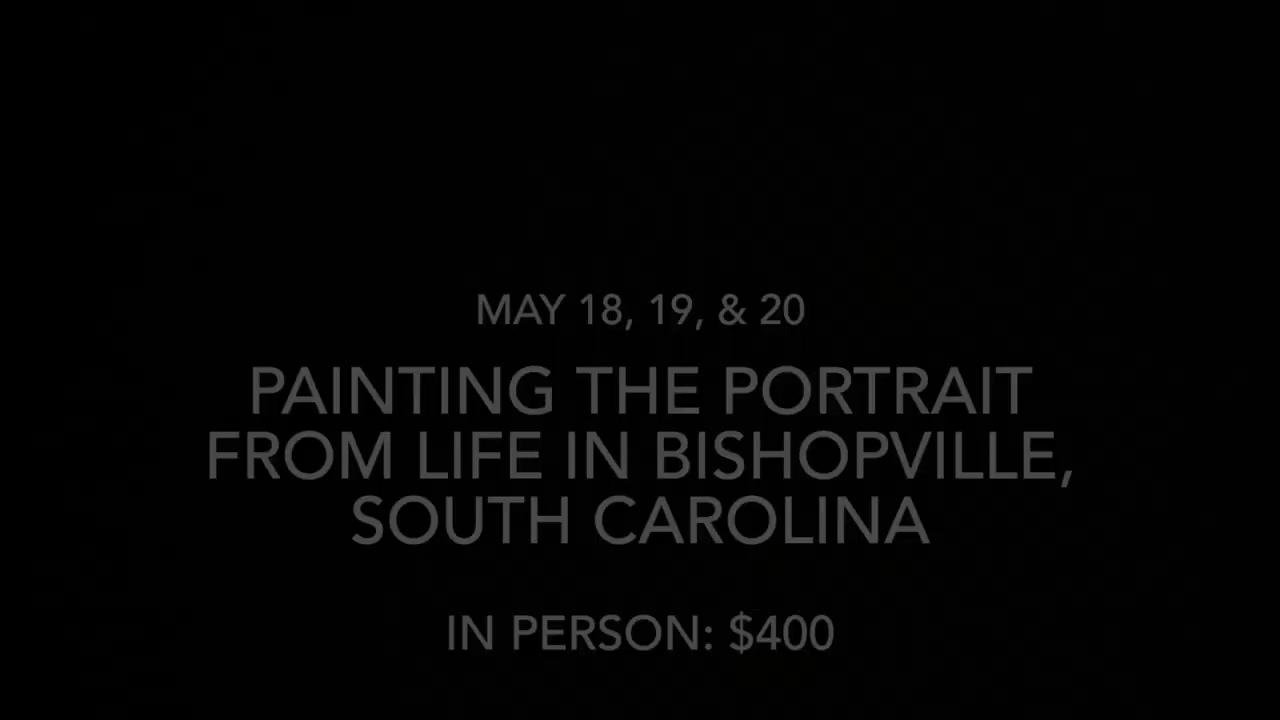 MAY 18, 19, & 20
PAINTING THE PORTRAIT
FROM LIFE IN BISHOPVILLE,
SOUTH CAROLINA
IN PERSON: $400